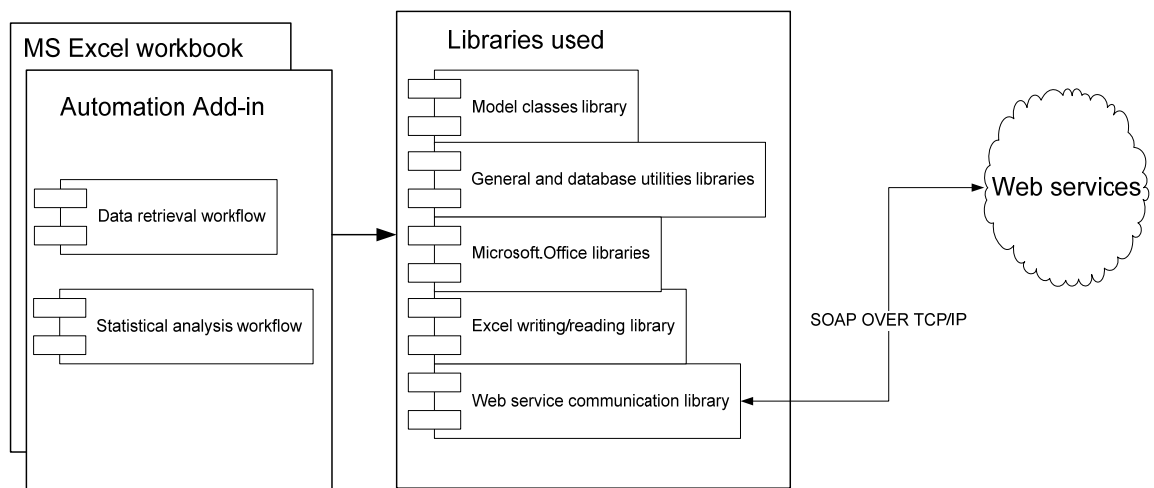 MS Excel workbook
Automation Add-in
Data retrieval workflow
Statistical analysis workflow
Libraries used
Model classes library
General and database utilities libraries
Microsoft.Office libraries
Excel writing/reading library
Web service communication library
SOAP OVER TCP/IP
Web services